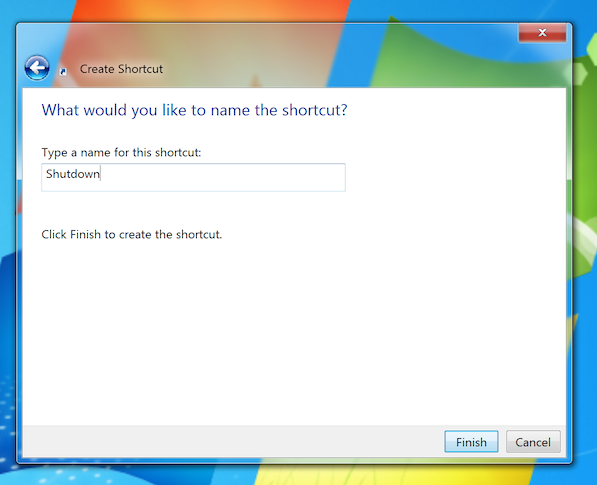 Create Shortcut
What would you like to name the shortcut?
Type a name for this shortcut:
Shutdown
Click Finish to create the shortcut.
Finish
Cancel